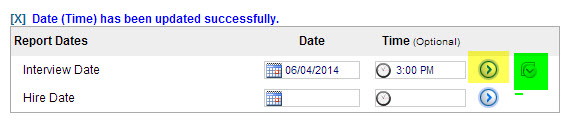 [X] Date (Time) has been updated successfully.
Report Dates Date Time (Optional)
Interview Date 06/04/2014 3:00 PM
Hire Date